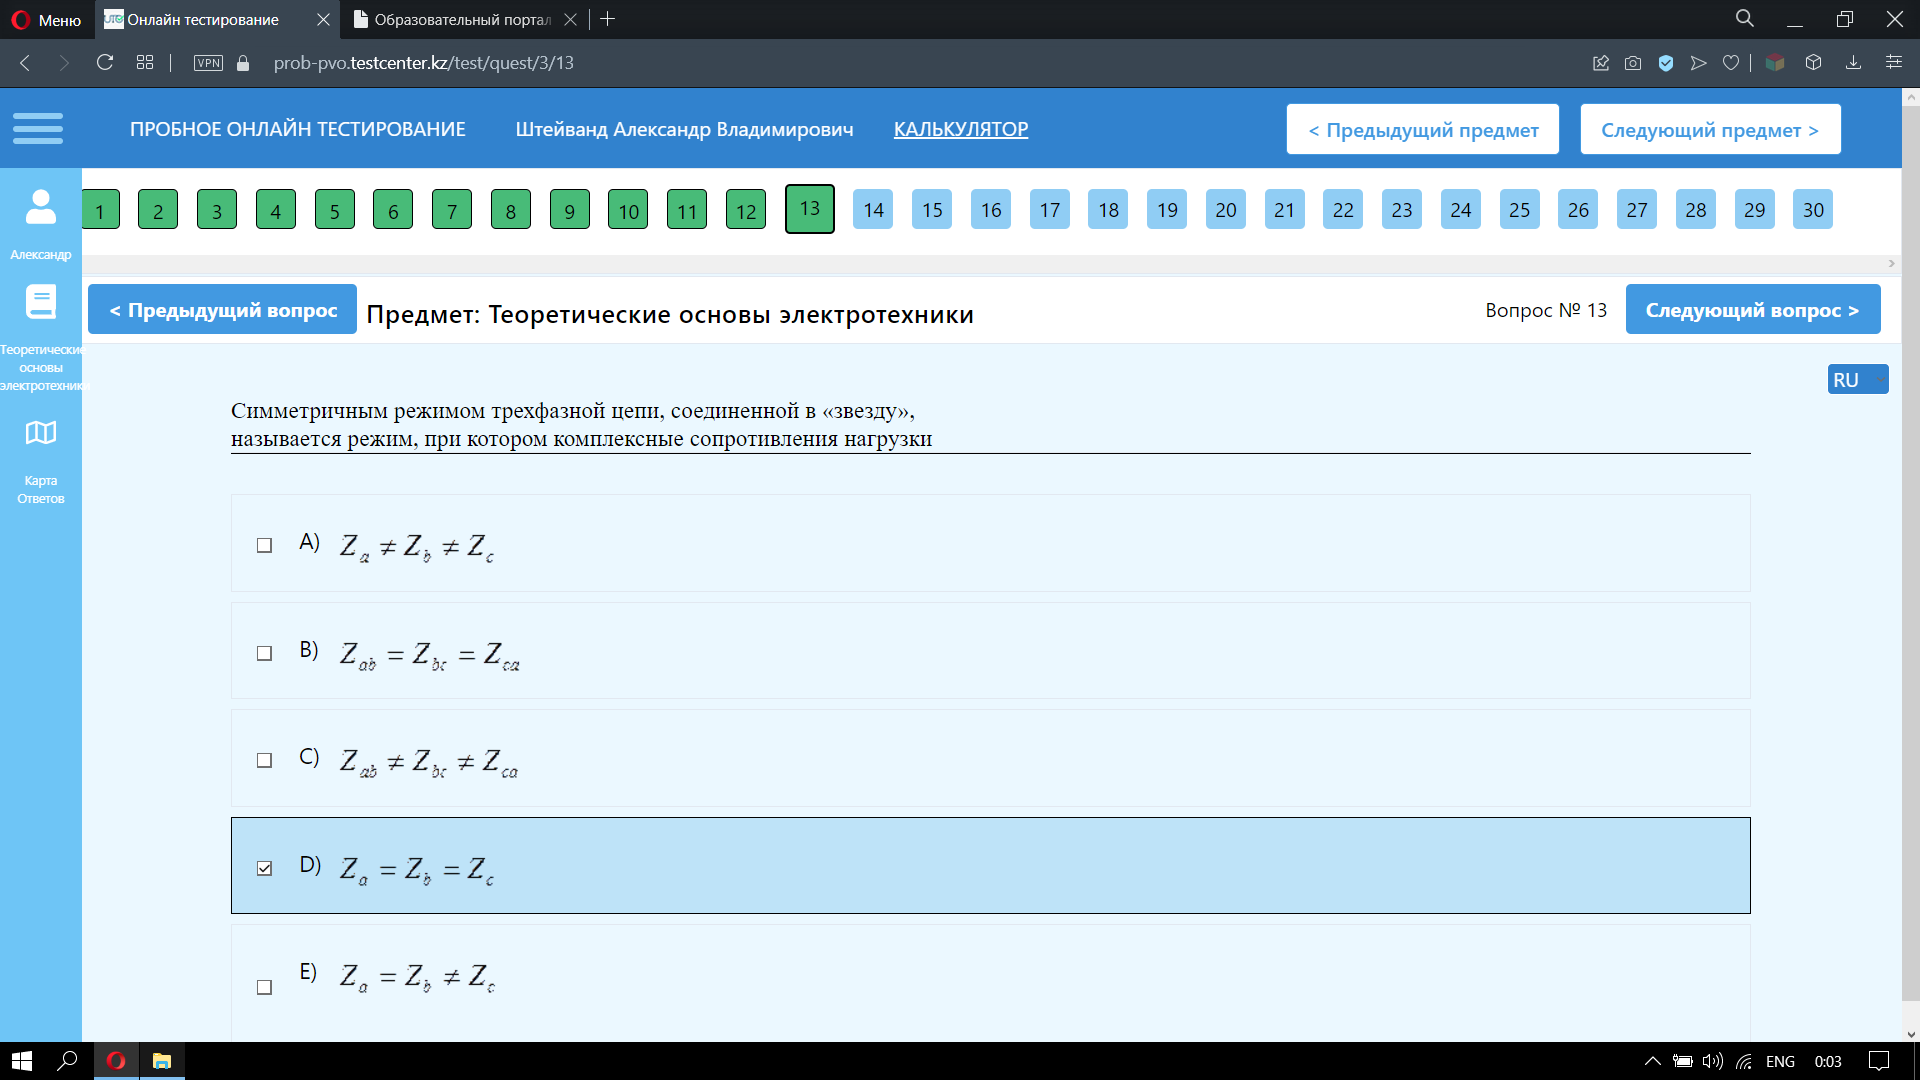 Меню
Онлайн тестирование
Образовательный портал
VPN
prob-pvo.testcenter.kz/test/quest/3/13
ПРОБНОЕ ОНЛАЙН ТЕСТИРОВАНИЕ
Штейванд Александр Владимирович
КАЛЬКУЛЯТОР
< Предыдущий предмет
Следующий предмет >
1 2 3 4 5 6 7 8 9 10 11 12 13 14 15 16 17 18 19 20 21 22 23 24 25 26 27 28 29 30
Александр
Теоретические
основы
электротехники
Карта
Ответов
< Предыдущий вопрос
Предмет: Теоретические основы электротехники
Вопрос № 13
Следующий вопрос >
RU
Симметричным режимом трехфазной цепи, соединенной в «звезду»,
называется режим, при котором комплексные сопротивления нагрузки
A) Z_a ≠ Z_b ≠ Z_c
B) Z_ab = Z_bc = Z_ca
C) Z_ab ≠ Z_bc ≠ Z_ca
D) Z_a = Z_b = Z_c
E) Z_a = Z_b ≠ Z_c
ENG
0:03